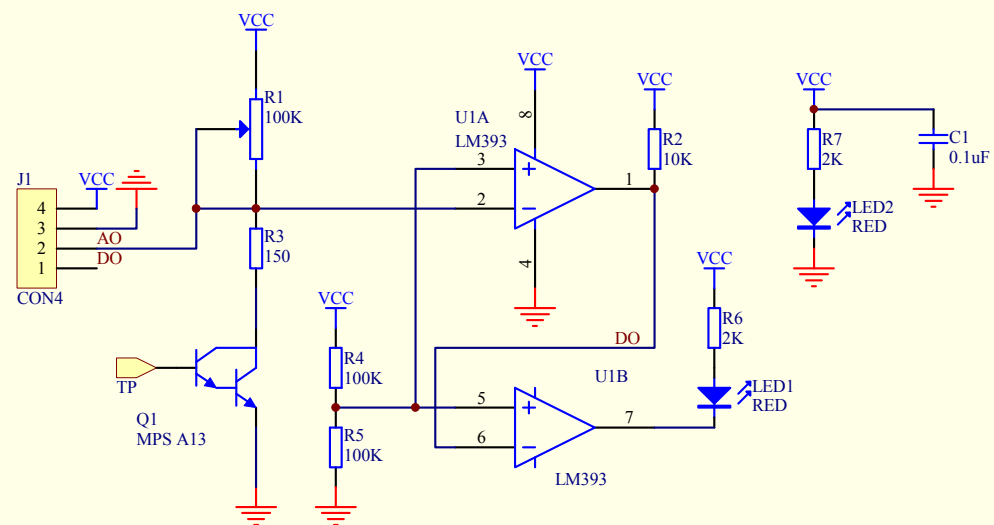 VCC
R1
100K
J1
VCC
4
3
2
1
AO
DO
CON4
R3
150
TP
Q1
MPS A13
VCC
R4
100K
R5
100K
VCC
U1A
LM393
8
3
2
1
4
VCC
R2
10K
DO
U1B
5
6
7
LM393
VCC
R6
2K
LED1
RED
VCC
R7
2K
C1
0.1uF
LED2
RED